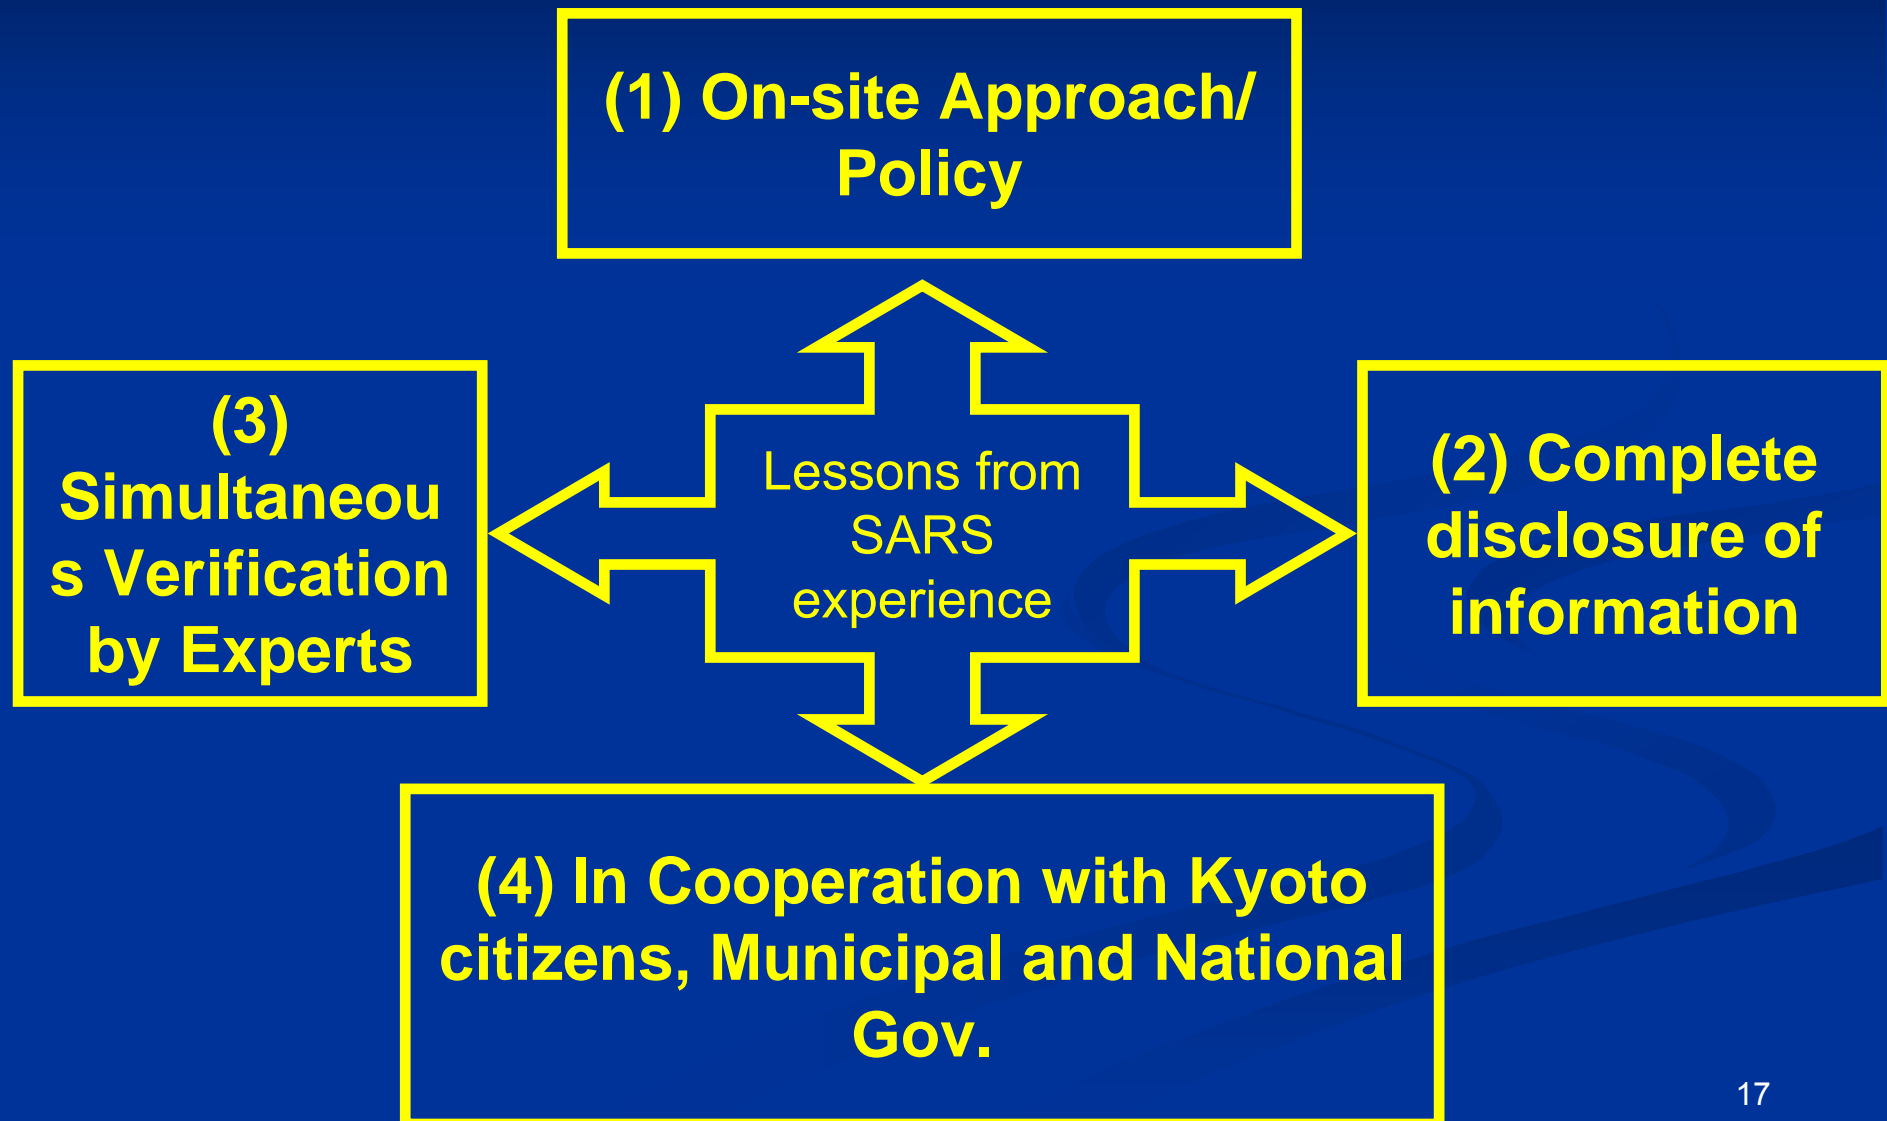 (1) On-site Approach/
Policy
(3)
Simultaneou
s Verification
by Experts
Lessons from
SARS
experience
(2) Complete
disclosure of
information
(4) In Cooperation with Kyoto
citizens, Municipal and National
Gov.
17